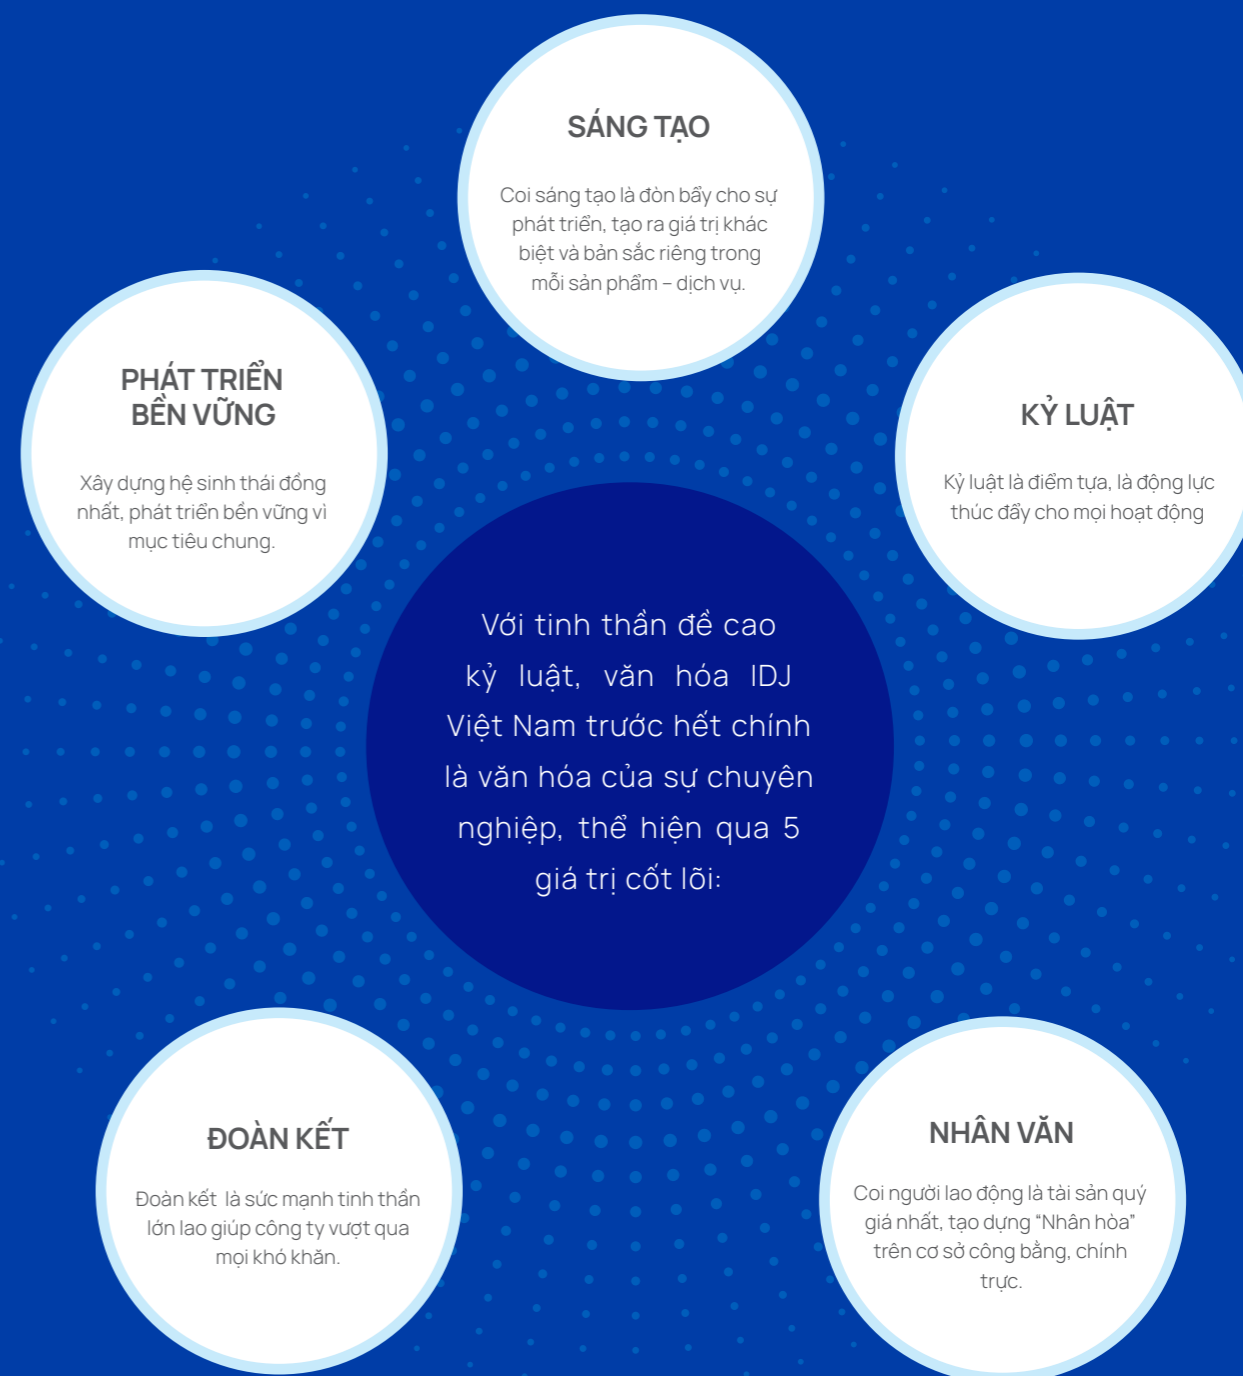 SÁNG TẠO
Coi sáng tạo là đòn bẩy cho sự
phát triển, tạo ra giá trị khác
biệt và bản sắc riêng trong
mỗi sản phẩm – dịch vụ.
PHÁT TRIỂN
BỀN VỮNG
Xây dựng hệ sinh thái đồng
nhất, phát triển bền vững vì
mục tiêu chung.
KỶ LUẬT
Kỷ luật là điểm tựa, là động lực
thúc đẩy cho mọi hoạt động
Với tinh thần đề cao
kỷ luật, văn hóa IDJ
Việt Nam trước hết chính
là văn hóa của sự chuyên
nghiệp, thể hiện qua 5
giá trị cốt lõi:
ĐOÀN KẾT
Đoàn kết là sức mạnh tinh thần
lớn lao giúp công ty vượt qua
mọi khó khăn.
NHÂN VĂN
Coi người lao động là tài sản quý
giá nhất, tạo dựng “Nhân hòa”
trên cơ sở công bằng, chính
trực.